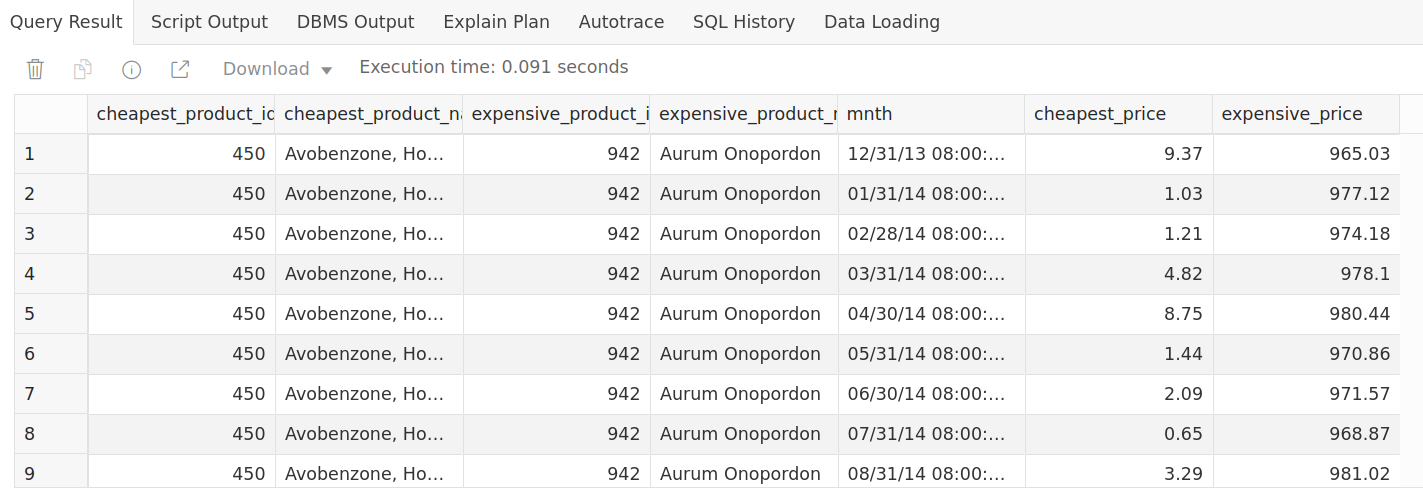 Query Result Script Output DBMS Output Explain Plan Autotrace SQL History Data Loading
Download Execution time: 0.091 seconds
cheapest_product_id cheapest_product_na expensive_product_i expensive_product_n mnth cheapest_price expensive_price
1 450 Avobenzone, Ho... 942 Aurum Onopordon 12/31/13 08:00:... 9.37 965.03
2 450 Avobenzone, Ho... 942 Aurum Onopordon 01/31/14 08:00:... 1.03 977.12
3 450 Avobenzone, Ho... 942 Aurum Onopordon 02/28/14 08:00:... 1.21 974.18
4 450 Avobenzone, Ho... 942 Aurum Onopordon 03/31/14 08:00:... 4.82 978.1
5 450 Avobenzone, Ho... 942 Aurum Onopordon 04/30/14 08:00:... 8.75 980.44
6 450 Avobenzone, Ho... 942 Aurum Onopordon 05/31/14 08:00:... 1.44 970.86
7 450 Avobenzone, Ho... 942 Aurum Onopordon 06/30/14 08:00:... 2.09 971.57
8 450 Avobenzone, Ho... 942 Aurum Onopordon 07/31/14 08:00:... 0.65 968.87
9 450 Avobenzone, Ho... 942 Aurum Onopordon 08/31/14 08:00:... 3.29 981.02